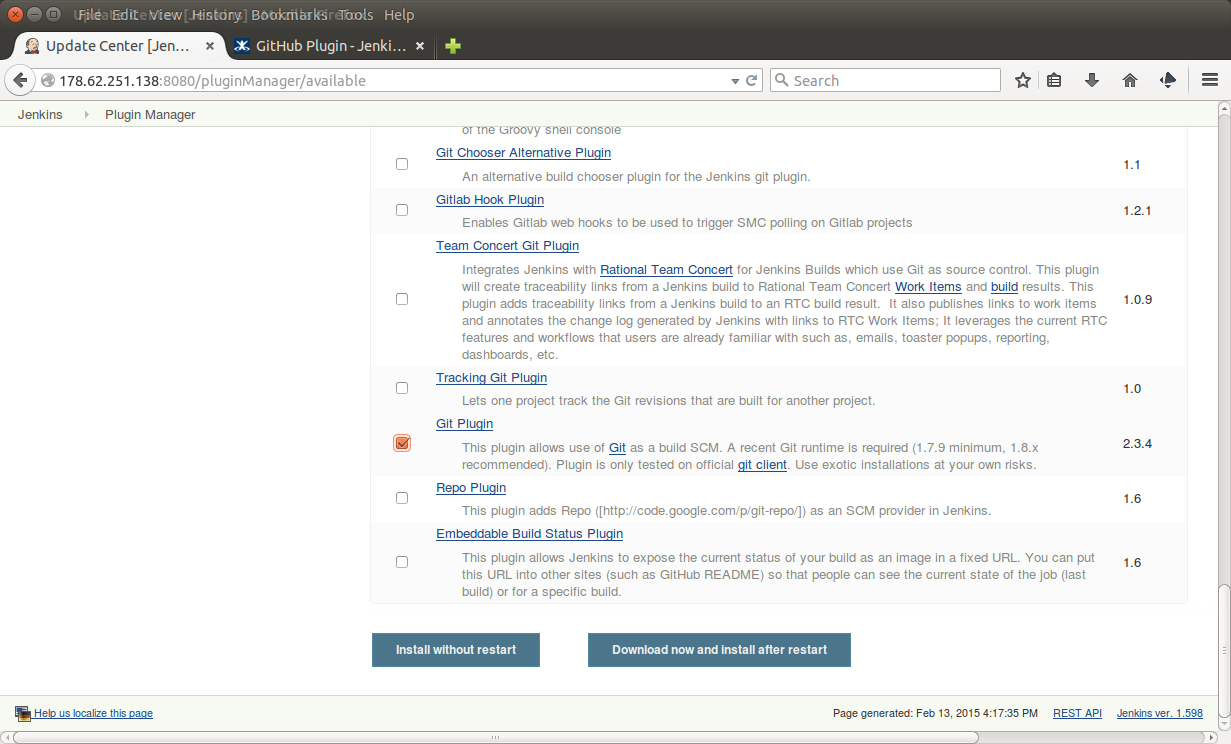 File Edit View History Bookmarks Tools Help
Update Center [Jen... × GitHub Plugin - Jenki... ×
178.62.251.138:8080/pluginManager/available Search
Jenkins Plugin Manager
of the Groovy shell console
Git Chooser Alternative Plugin
An alternative build chooser plugin for the Jenkins git plugin.
1.1
Gitlab Hook Plugin
Enables Gitlab web hooks to be used to trigger SMC polling on Gitlab projects
1.2.1
Team Concert Git Plugin
Integrates Jenkins with Rational Team Concert for Jenkins Builds which use Git as source control. This plugin
will create traceability links from a Jenkins build to Rational Team Concert Work Items and build results. This
plugin adds traceability links from a Jenkins build to an RTC build result.  It also publishes links to work items
and annotates the change log generated by Jenkins with links to RTC Work Items; It leverages the current RTC
features and workflows that users are already familiar with such as, emails, toaster popups, reporting,
dashboards, etc.
1.0.9
Tracking Git Plugin
Lets one project track the Git revisions that are built for another project.
1.0
Git Plugin
This plugin allows use of Git as a build SCM. A recent Git runtime is required (1.7.9 minimum, 1.8.x
recommended). Plugin is only tested on official git client. Use exotic installations at your own risks.
2.3.4
Repo Plugin
This plugin adds Repo ([http://code.google.com/p/git-repo/]) as an SCM provider in Jenkins.
1.6
Embeddable Build Status Plugin
This plugin allows Jenkins to expose the current status of your build as an image in a fixed URL. You can put
this URL into other sites (such as GitHub README) so that people can see the current state of the job (last
build) or for a specific build.
1.6
Install without restart Download now and install after restart
Help us localize this page Page generated: Feb 13, 2015 4:17:35 PM REST API Jenkins ver. 1.598